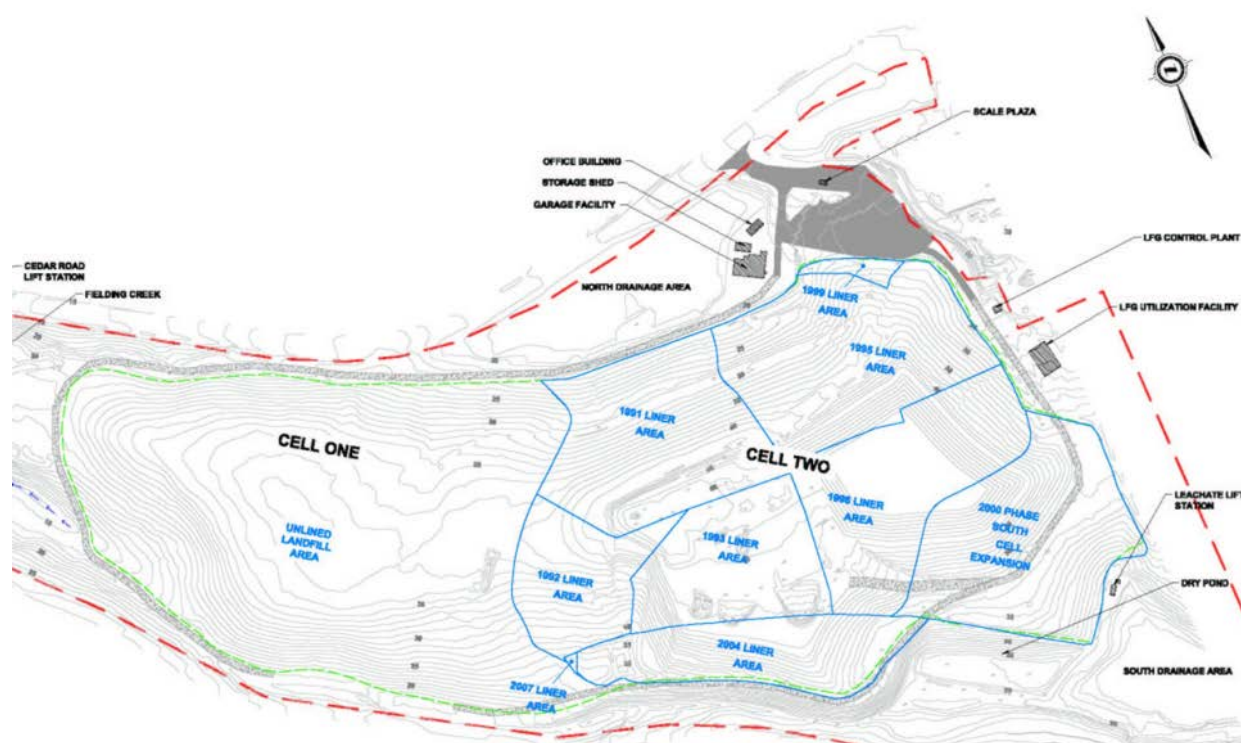 SCALE PLAZA
OFFICE BUILDING
STORAGE SHED
GARAGE FACILITY
LFG CONTROL PLANT
CEDAR ROAD
LIFT STATION
FIELDING CREEK
NORTH DRAINAGE AREA
1999 LINER
AREA
LFG UTILIZATION FACILITY
1995 LINER
AREA
1991 LINER
AREA
CELL ONE
CELL TWO
LEACHATE LIFT
STATION
UNLINED
LANDFILL
AREA
1993 LINER
AREA
1996 LINER
AREA
2000 PHASE
SOUTH
CELL
EXPANSION
1992 LINER
AREA
DRY POND
2004 LINER
AREA
SOUTH DRAINAGE AREA
2007 LINER
AREA